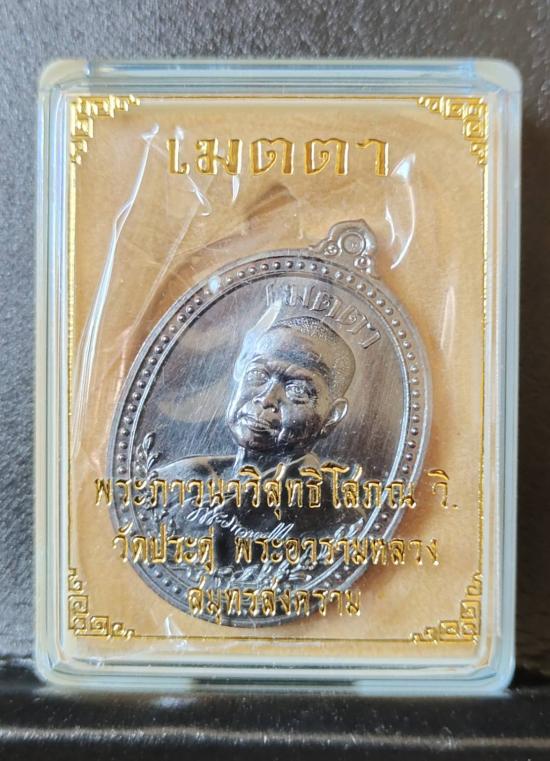 เมตตา
เมตตา
พระภาวนาวิสุทธิโสภณ วิ.
วัดประดู่ พระอารามหลวง
สมุทรสงคราม